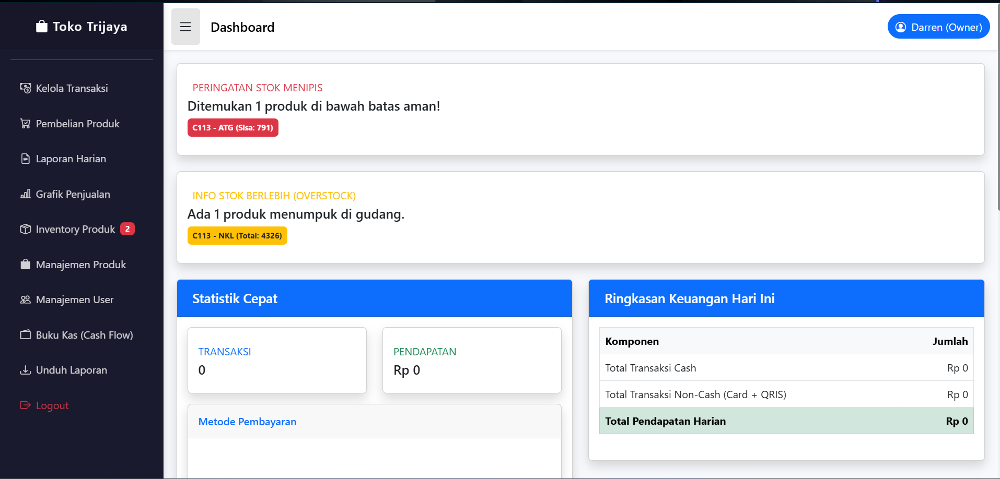 Toko Trijaya
Kelola Transaksi
Pembelian Produk
Laporan Harian
Grafik Penjualan
Inventory Produk 2
Manajemen Produk
Manajemen User
Buku Kas (Cash Flow)
Unduh Laporan
Logout
Dashboard
Darren (Owner)
PERINGATAN STOK MENIPIS
Ditemukan 1 produk di bawah batas aman!
C113 - ATG (Sisa: 791)
INFO STOK BERLEBIH (OVERSTOCK)
Ada 1 produk menumpuk di gudang.
C113 - NKL (Total: 4326)
Statistik Cepat
TRANSAKSI
0
PENDAPATAN
Rp 0
Metode Pembayaran
Ringkasan Keuangan Hari Ini
Komponen Jumlah
Total Transaksi Cash Rp 0
Total Transaksi Non-Cash (Card + QRIS) Rp 0
Total Pendapatan Harian Rp 0